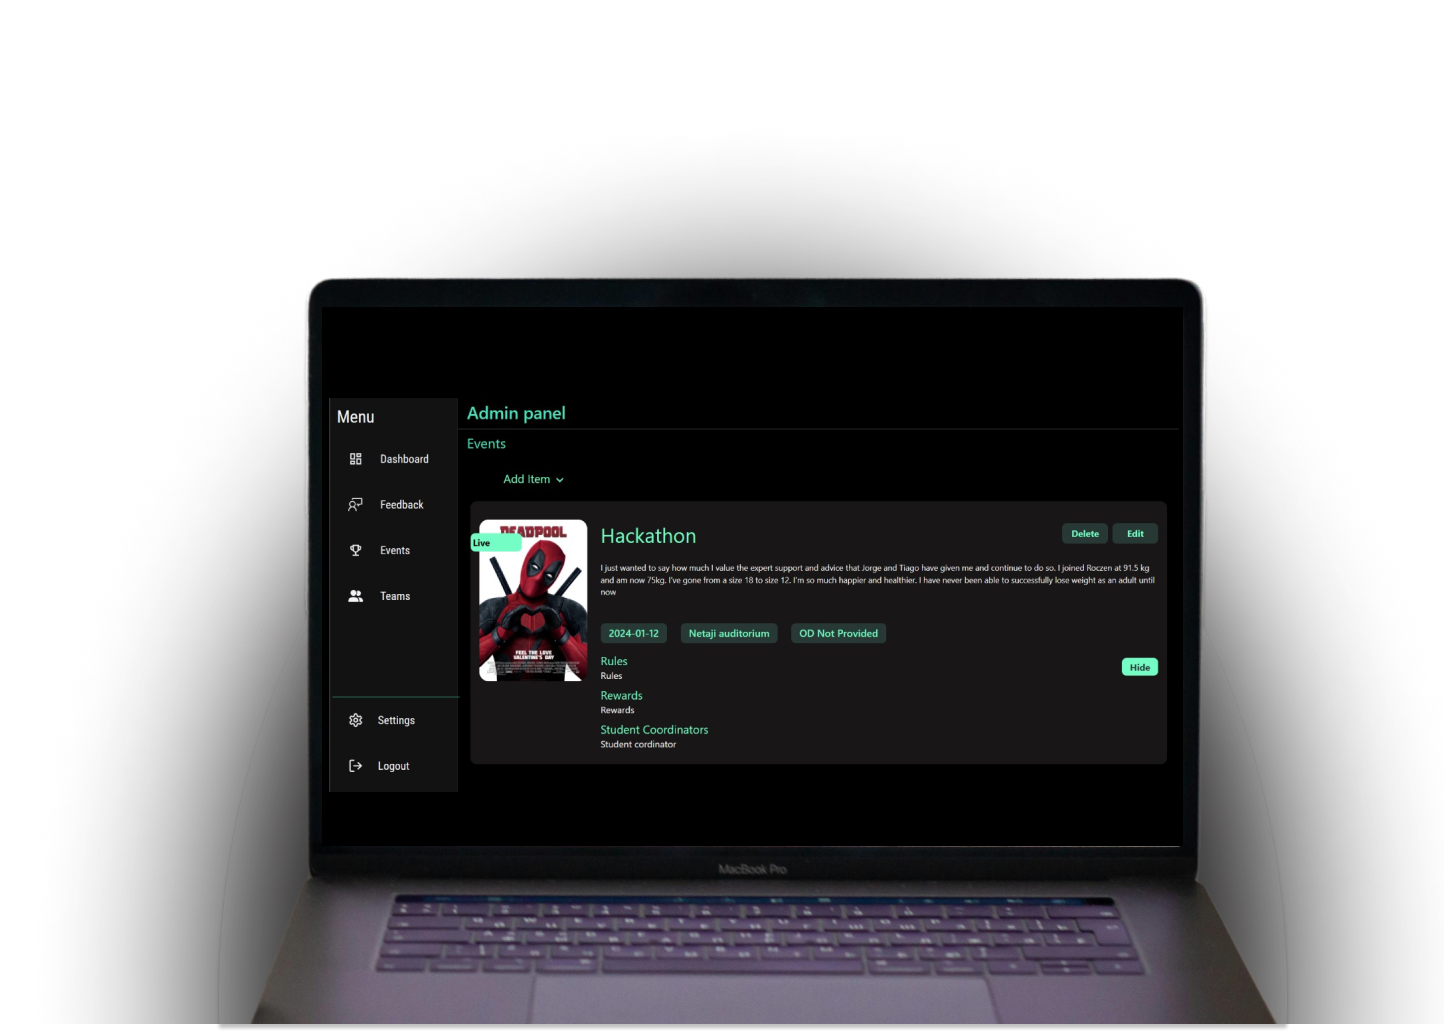 Menu
Dashboard
Feedback
Events
Teams
Settings
Logout
Admin panel
Events
Add Item
DEADPOOL
Live
FEEL THE LOVE
VALENTINE'S DAY
Hackathon
Delete
Edit
I just wanted to say how much I value the expert support and advice that Jorge and Tiago have given me and continue to do so. I joined Roczen at 91.5 kg
and am now 75kg. I've gone from a size 18 to size 12. I'm so much happier and healthier. I have never been able to successfully lose weight as an adult until
now
2024-01-12
Netaji auditorium
OD Not Provided
Rules
Rules
Hide
Rewards
Rewards
Student Coordinators
Student cordinator
MacBook Pro